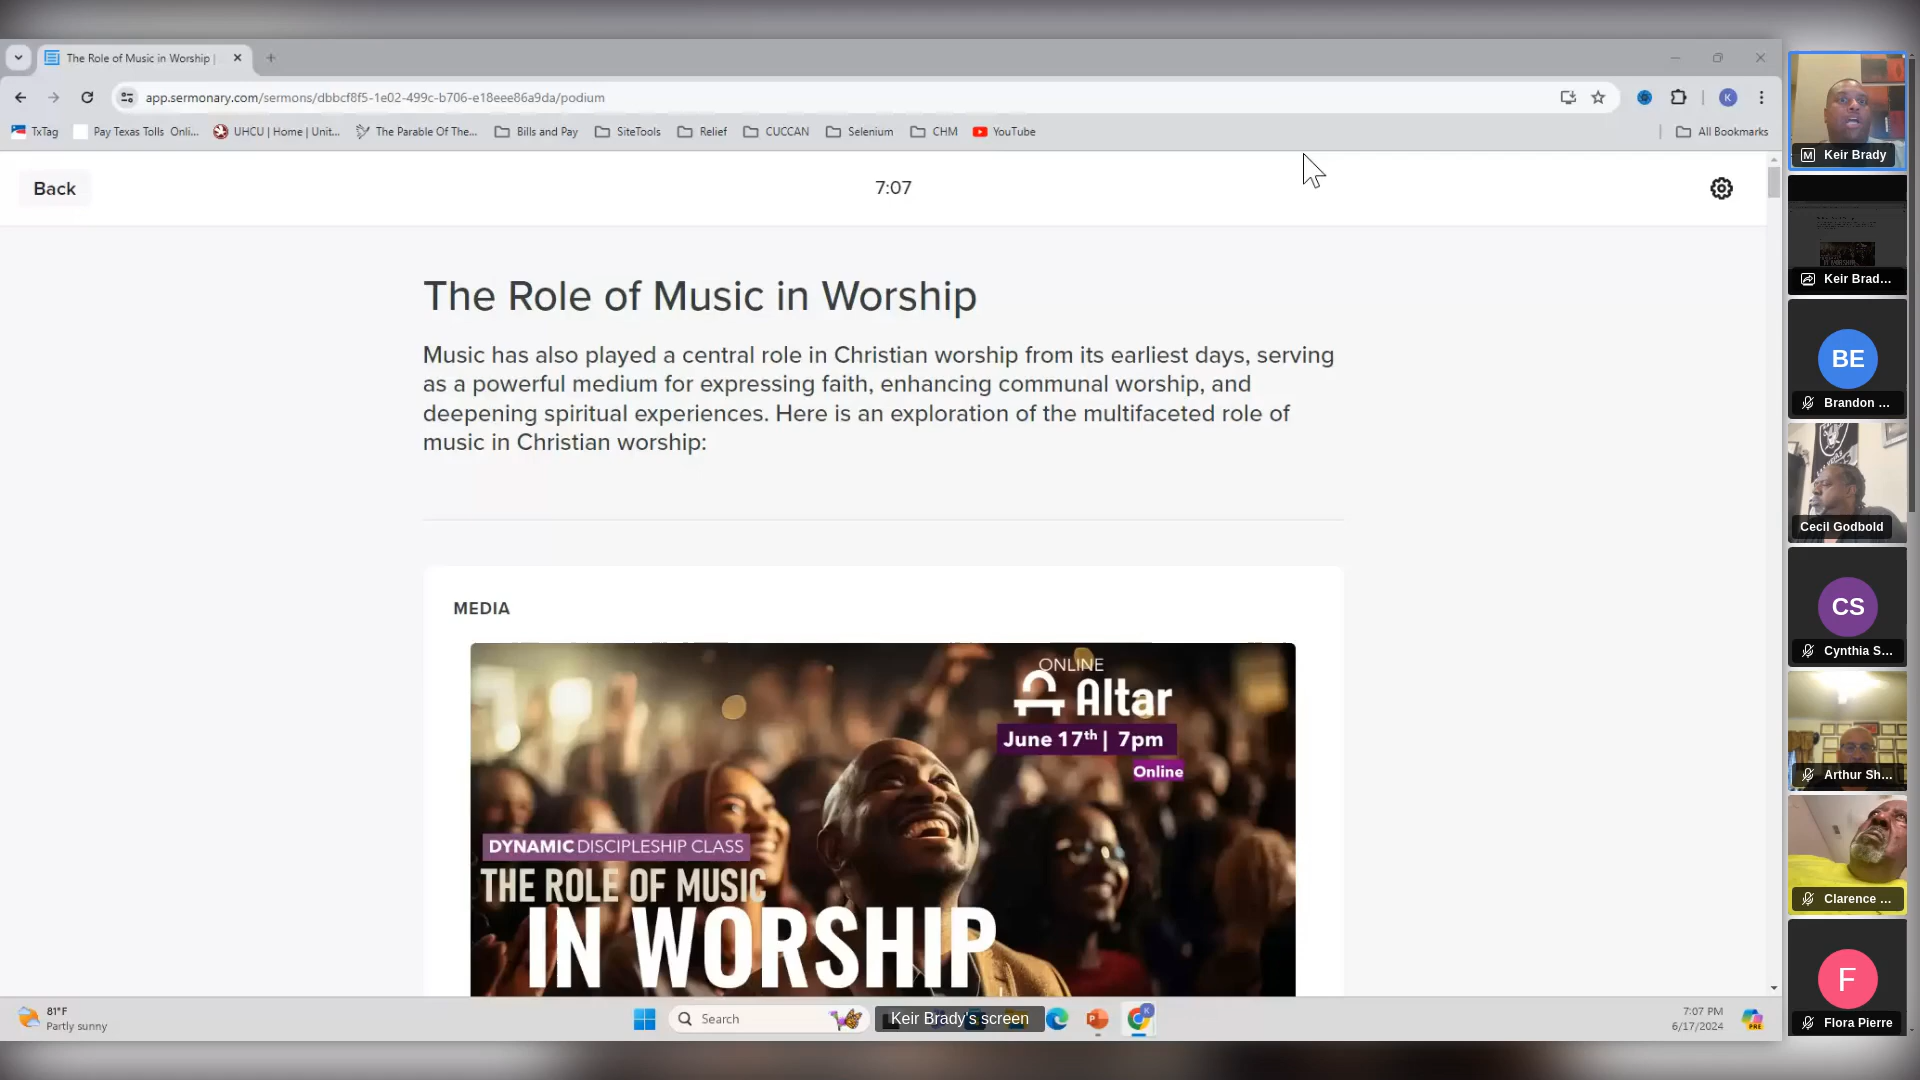 The Role of Music in Worship |
app.sermonary.com/sermons/dbbcf8f5-1e02-499c-b706-e18eee86a9da/podium
K
TxTag
Pay Texas Tolls Onli...
UHCU | Home | Unit...
The Parable Of The...
Bills and Pay
SiteTools
Relief
CUCCAN
Selenium
CHM
YouTube
All Bookmarks
Back
7:07
The Role of Music in Worship
Music has also played a central role in Christian worship from its earliest days, serving
as a powerful medium for expressing faith, enhancing communal worship, and
deepening spiritual experiences. Here is an exploration of the multifaceted role of
music in Christian worship:
MEDIA
ONLINE
Altar
June 17th | 7pm
Online
DYNAMIC DISCIPLESHIP CLASS
THE ROLE OF MUSIC
IN WORSHIP
81°F
Partly sunny
Search
Keir Brady's screen
7:07 PM
6/17/2024
PRE
M Keir Brady
Keir Brad...
BE
Brandon ...
Cecil Godbold
CS
Cynthia S...
Arthur Sh...
Clarence ...
F
Flora Pierre